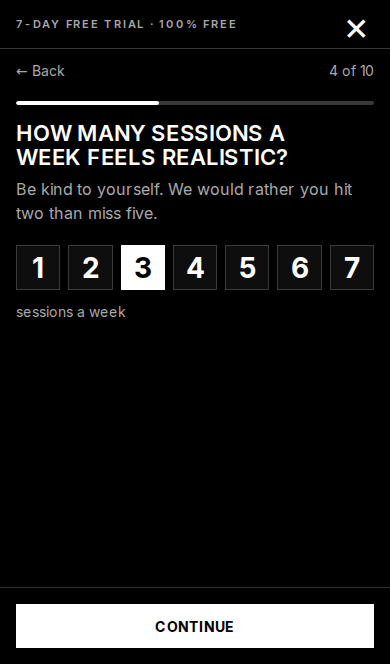 7-DAY FREE TRIAL · 100% FREE
✕
← Back
4 of 10
HOW MANY SESSIONS A
WEEK FEELS REALISTIC?
Be kind to yourself. We would rather you hit
two than miss five.
1 2 3 4 5 6 7
sessions a week
CONTINUE